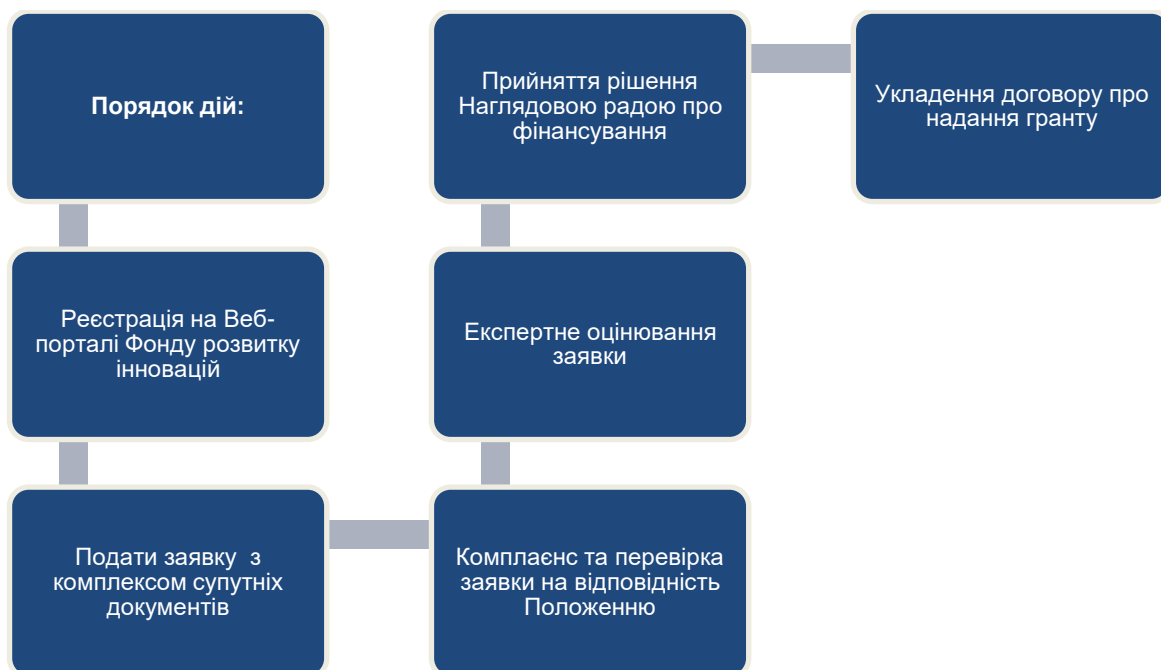 Порядок дій:
Реєстрація на Веб-
порталі Фонду розвитку
інновацій
Подати заявку  з
комплексом супутніх
документів
Комплаєнс та перевірка
заявки на відповідність
Положенню
Експертне оцінювання
заявки
Прийняття рішення
Наглядовою радою про
фінансування
Укладення договору про
надання гранту